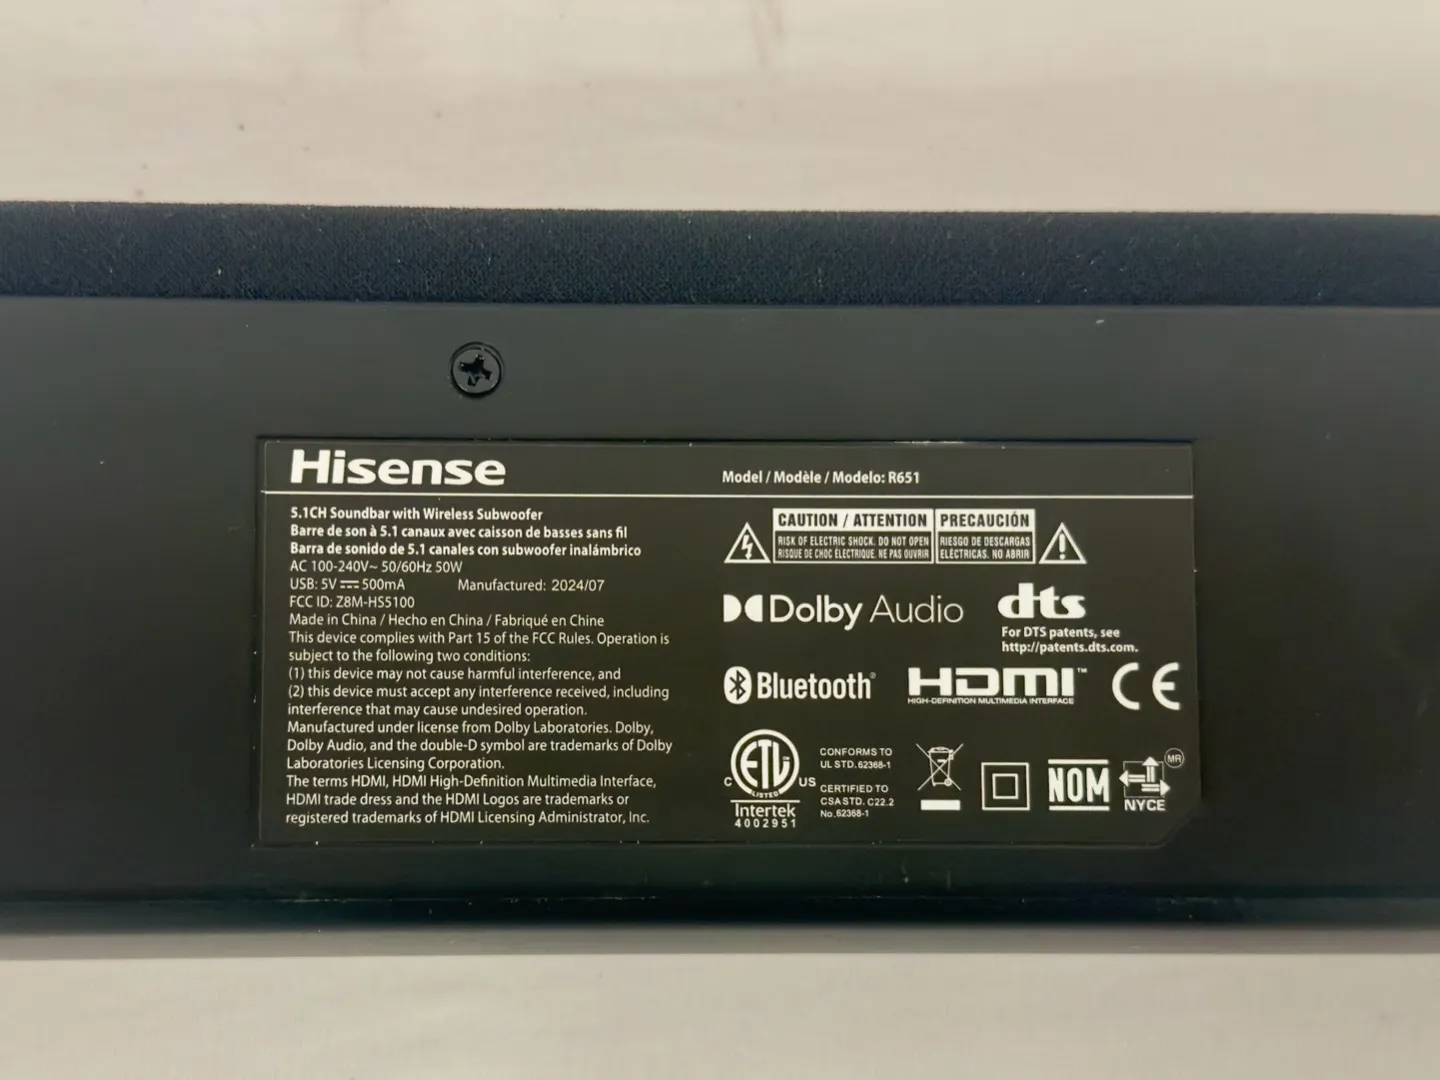 Hisense
Model / Modèle / Modelo: R651
5.1CH Soundbar with Wireless Subwoofer
Barre de son à 5.1 canaux avec caisson de basses sans fil
Barra de sonido de 5.1 canales con subwoofer inalámbrico
AC 100-240V~ 50/60Hz 50W
USB: 5V ⎓ 500mA Manufactured: 2024/07
FCC ID: Z8M-HS5100
Made in China / Hecho en China / Fabriqué en Chine
This device complies with Part 15 of the FCC Rules. Operation is
subject to the following two conditions:
(1) this device may not cause harmful interference, and
(2) this device must accept any interference received, including
interference that may cause undesired operation.
Manufactured under license from Dolby Laboratories. Dolby,
Dolby Audio, and the double-D symbol are trademarks of Dolby
Laboratories Licensing Corporation.
The terms HDMI, HDMI High-Definition Multimedia Interface,
HDMI trade dress and the HDMI Logos are trademarks or
registered trademarks of HDMI Licensing Administrator, Inc.
CAUTION / ATTENTION
RISK OF ELECTRIC SHOCK. DO NOT OPEN
RISQUE DE CHOC ÉLECTRIQUE. NE PAS OUVRIR
PRECAUCIÓN
RIESGO DE DESCARGAS
ELÉCTRICAS. NO ABRIR
Dolby Audio
dts
For DTS patents, see
http://patents.dts.com.
Bluetooth®
HDMI™
HIGH-DEFINITION MULTIMEDIA INTERFACE
CE
C ETL US
LISTED
Intertek
4002951
CONFORMS TO
UL STD. 62368-1
CERTIFIED TO
CSA STD. C22.2
No.62368-1
NOM
MR
NYCE